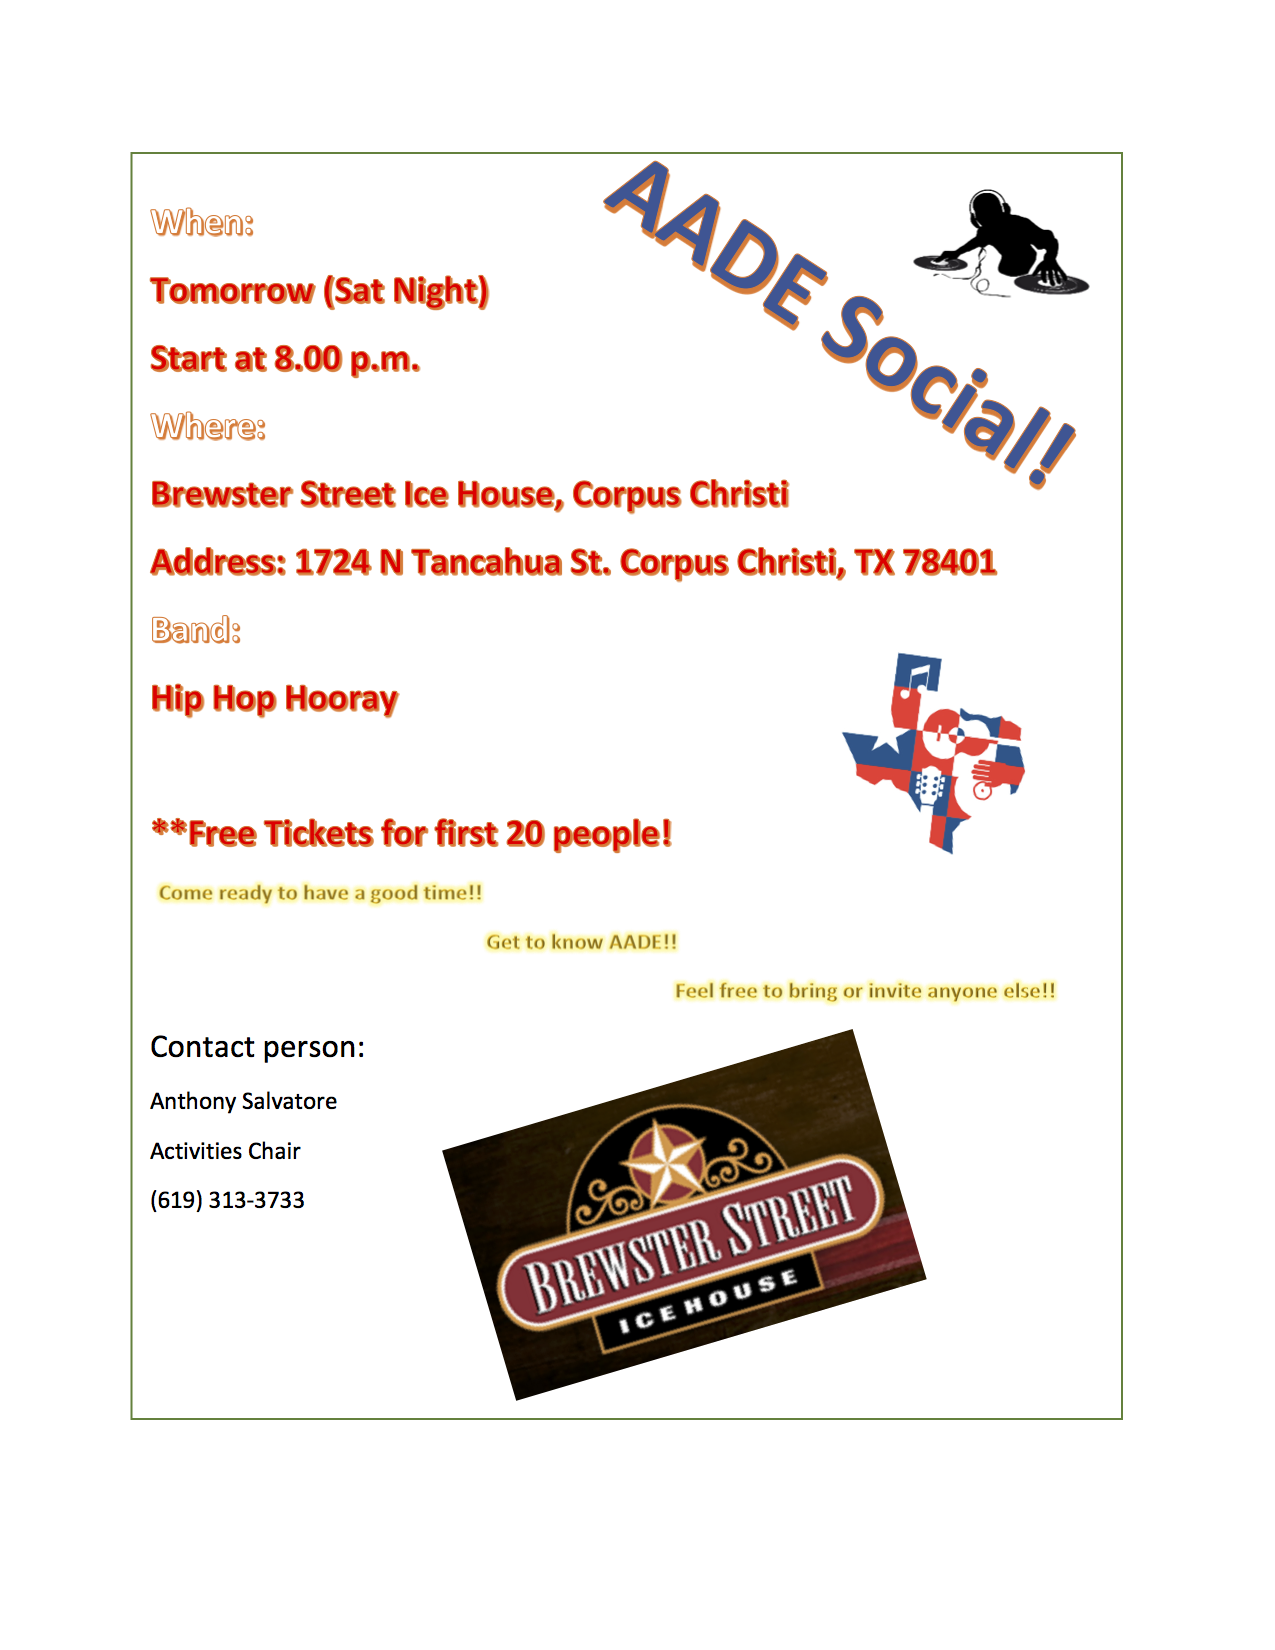 AADE Social!
When:
Tomorrow (Sat Night)
Start at 8.00 p.m.
Where:
Brewster Street Ice House, Corpus Christi
Address: 1724 N Tancahua St. Corpus Christi, TX 78401
Band:
Hip Hop Hooray
**Free Tickets for first 20 people!
Come ready to have a good time!!
Get to know AADE!!
Feel free to bring or invite anyone else!!
Contact person:
Anthony Salvatore
Activities Chair
(619) 313-3733
BREWSTER STREET
ICEHOUSE